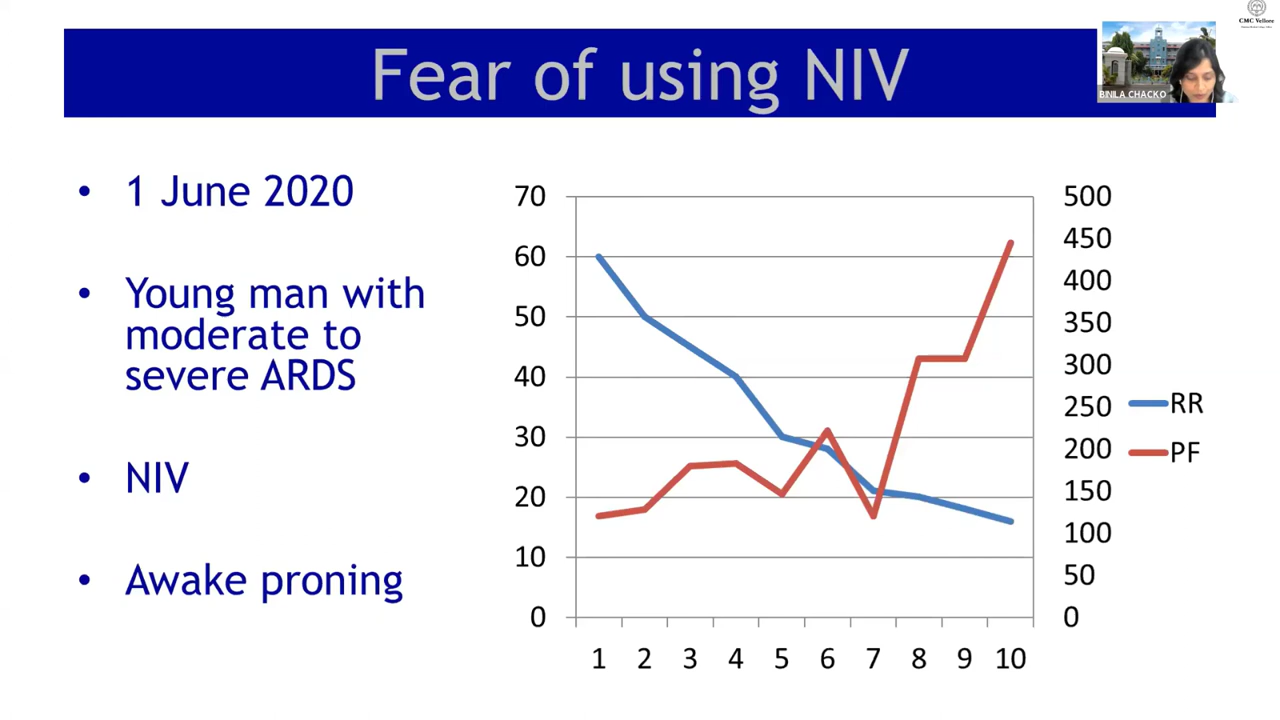 Fear of using NIV
CMC Vellore
BINILA CHACKO
• 1 June 2020
• Young man with
moderate to
severe ARDS
• NIV
• Awake proning
70
60
50
40
30
20
10
0
500
450
400
350
300
250
200
150
100
50
0
1 2 3 4 5 6 7 8 9 10
RR
PF